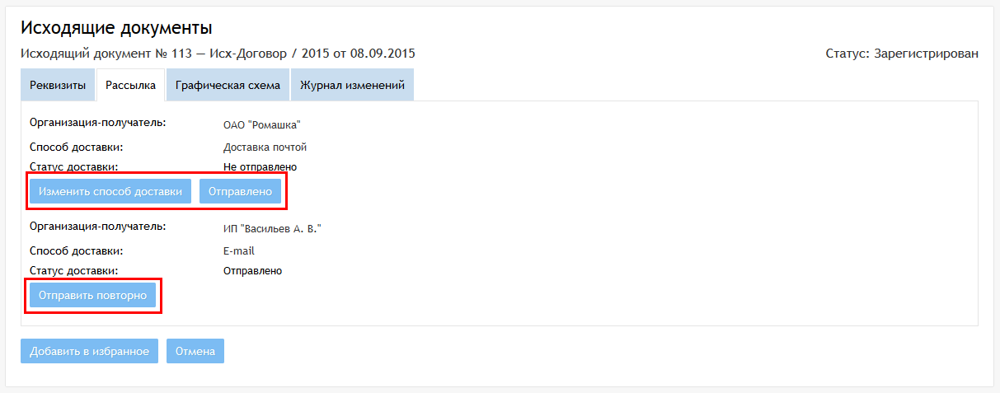 Исходящие документы
Исходящий документ № 113 — Исх-Договор / 2015 от 08.09.2015 Статус: Зарегистрирован
Реквизиты Рассылка Графическая схема Журнал изменений
Организация-получатель: ОАО "Ромашка"
Способ доставки: Доставка почтой
Статус доставки: Не отправлено
Изменить способ доставки Отправлено
Организация-получатель: ИП "Васильев А. В."
Способ доставки: E-mail
Статус доставки: Отправлено
Отправить повторно
Добавить в избранное Отмена